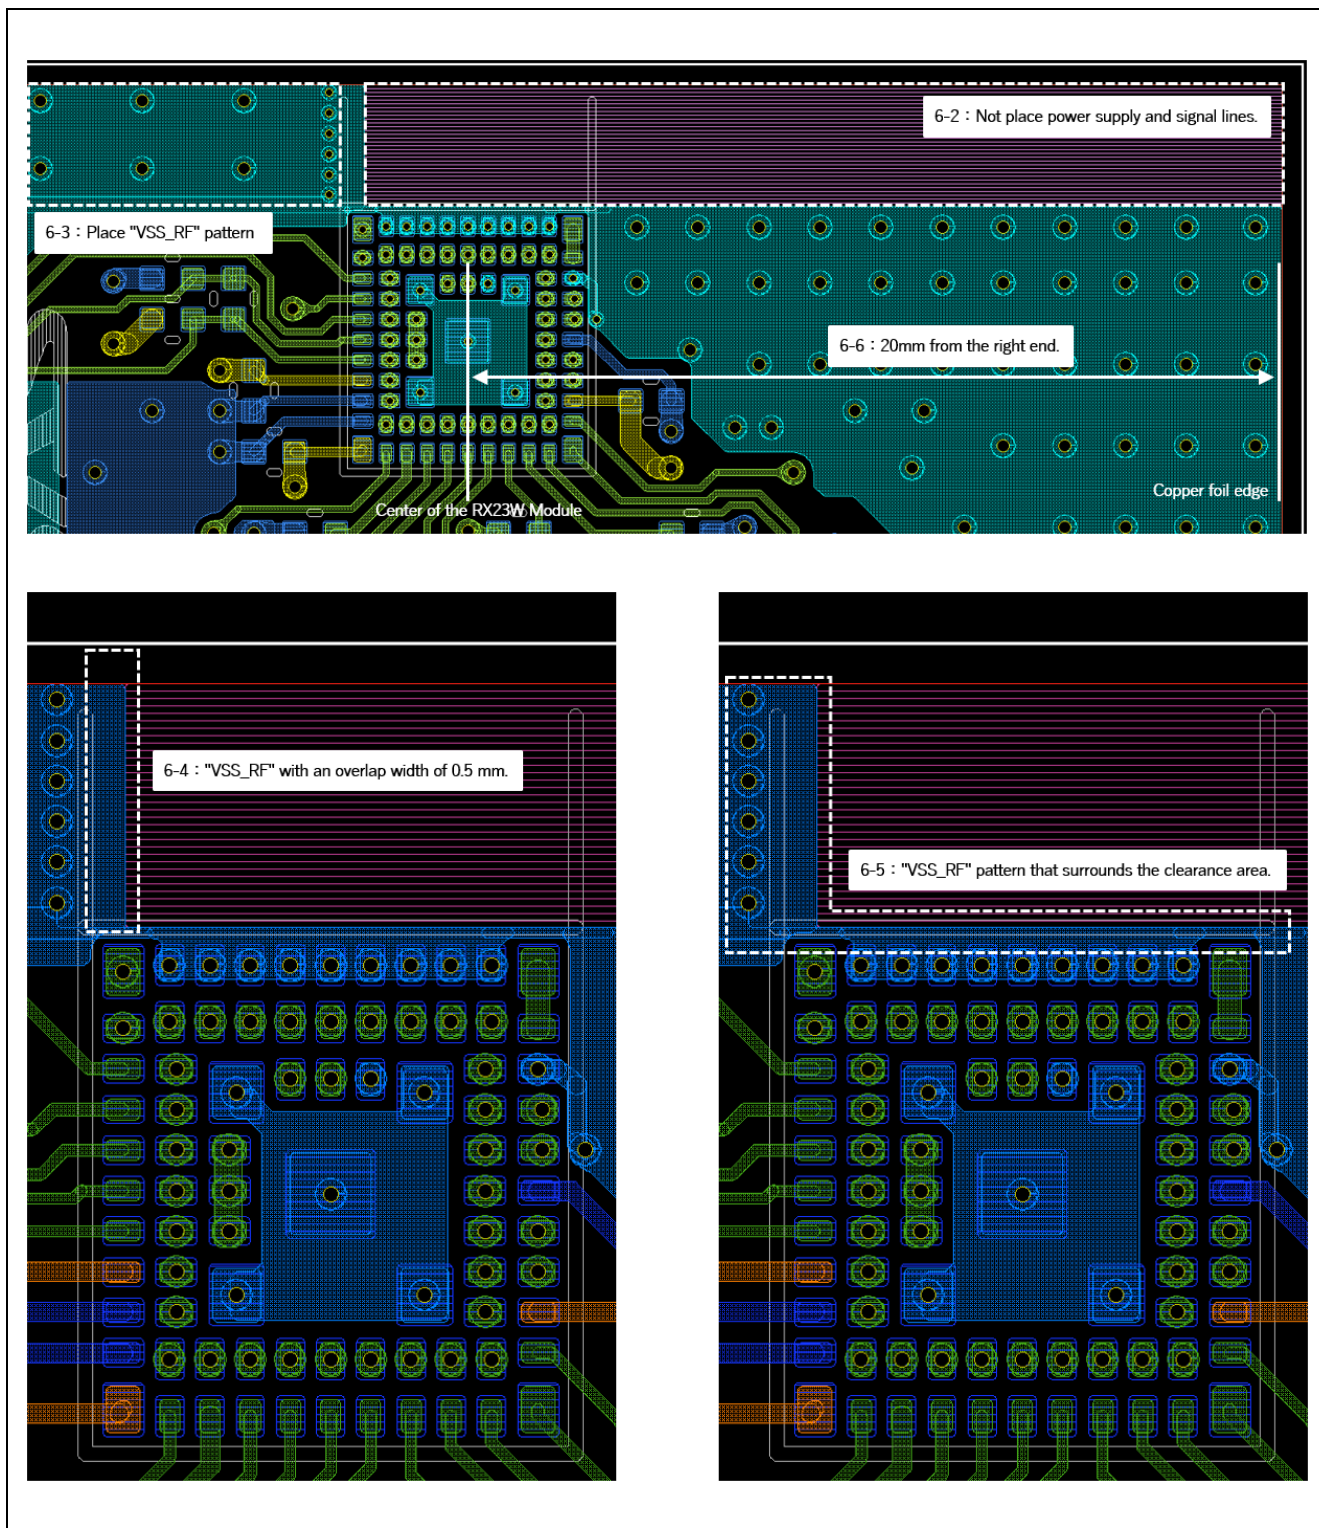 6-2：Not place power supply and signal lines.
6-3：Place "VSS_RF" pattern
6-6：20mm from the right end.
Copper foil edge
Center of the RX23W Module
6-4："VSS_RF" with an overlap width of 0.5 mm.
6-5："VSS_RF" pattern that surrounds the clearance area.